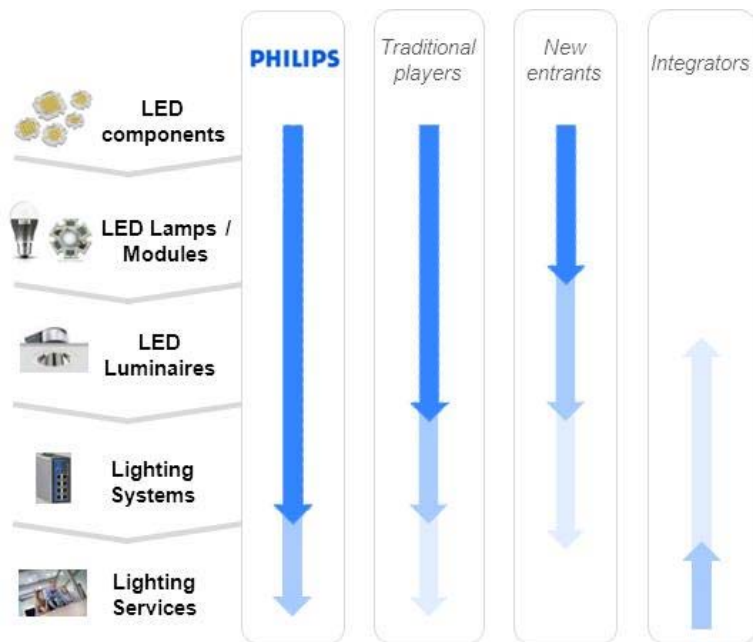 PHILIPS
Traditional
players
New
entrants
Integrators
LED
components
LED Lamps /
Modules
LED
Luminaires
Lighting
Systems
Lighting
Services